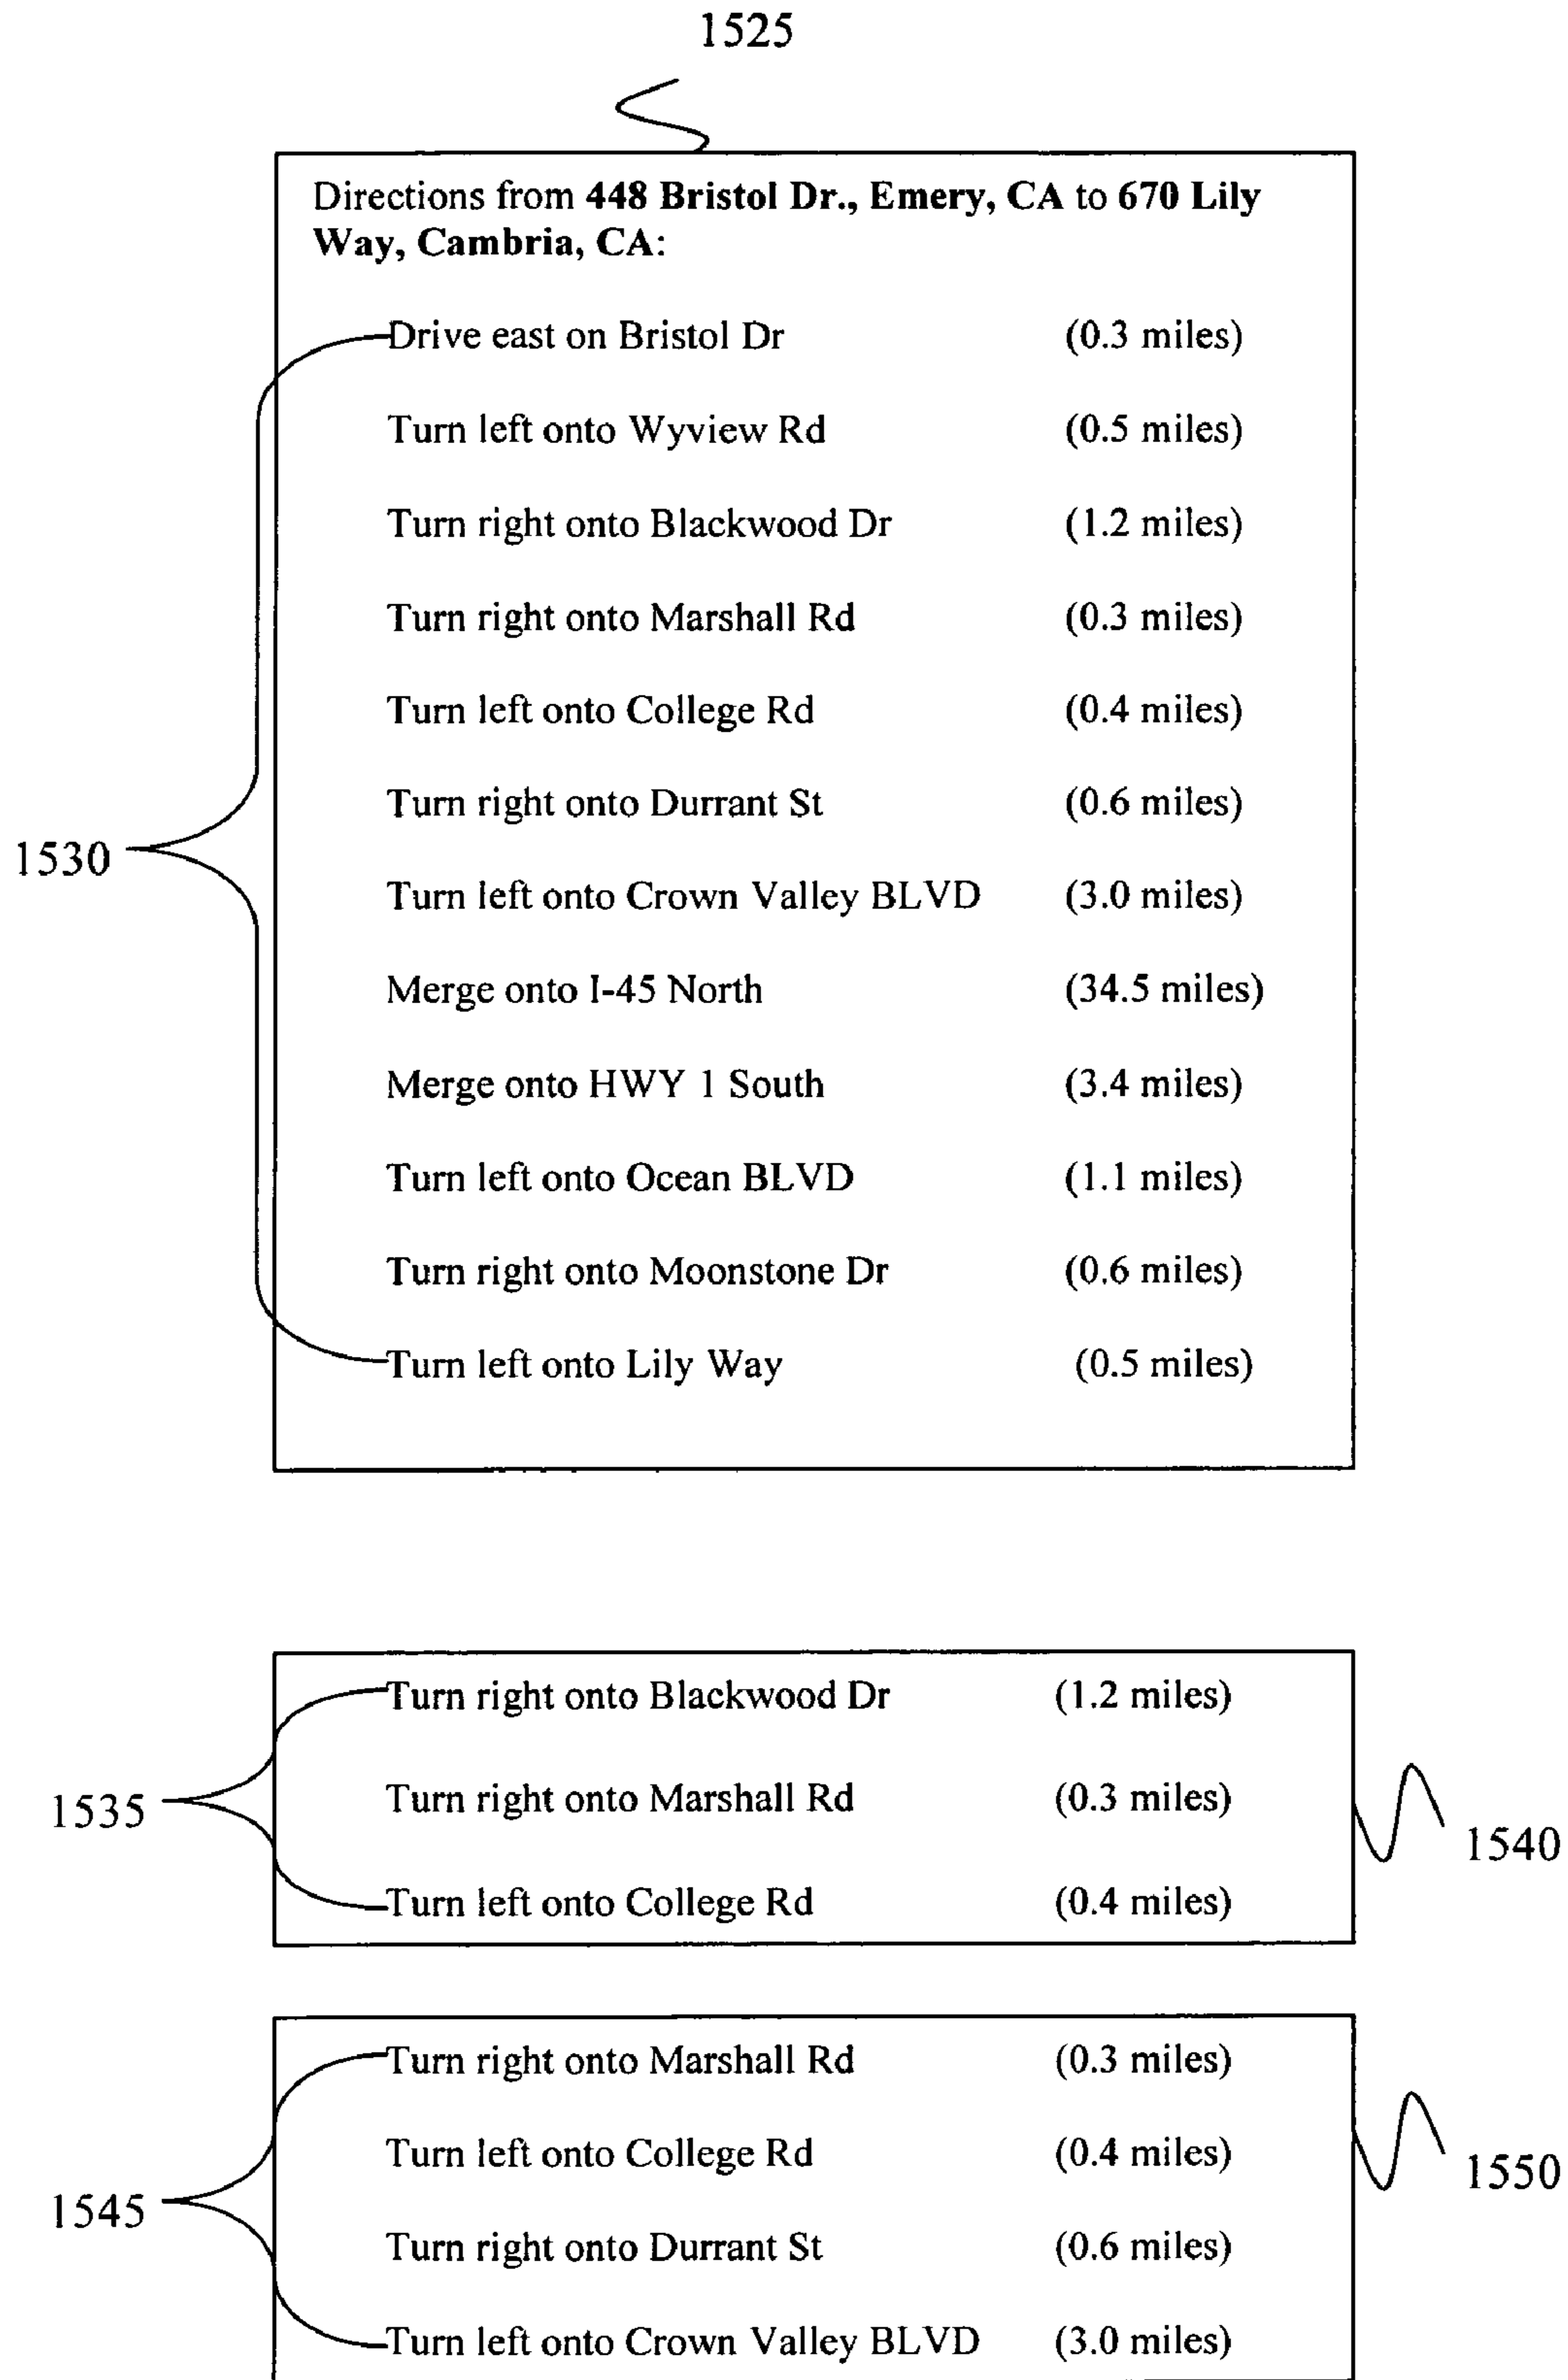 1525
Directions from 448 Bristol Dr., Emery, CA to 670 Lily
Way, Cambria, CA:
Drive east on Bristol Dr (0.3 miles)
Turn left onto Wyview Rd (0.5 miles)
Turn right onto Blackwood Dr (1.2 miles)
Turn right onto Marshall Rd (0.3 miles)
Turn left onto College Rd (0.4 miles)
Turn right onto Durrant St (0.6 miles)
1530
Turn left onto Crown Valley BLVD (3.0 miles)
Merge onto I-45 North (34.5 miles)
Merge onto HWY 1 South (3.4 miles)
Turn left onto Ocean BLVD (1.1 miles)
Turn right onto Moonstone Dr (0.6 miles)
Turn left onto Lily Way (0.5 miles)
Turn right onto Blackwood Dr (1.2 miles)
1535
Turn right onto Marshall Rd (0.3 miles)
1540
Turn left onto College Rd (0.4 miles)
Turn right onto Marshall Rd (0.3 miles)
Turn left onto College Rd (0.4 miles)
1550
1545
Turn right onto Durrant St (0.6 miles)
Turn left onto Crown Valley BLVD (3.0 miles)